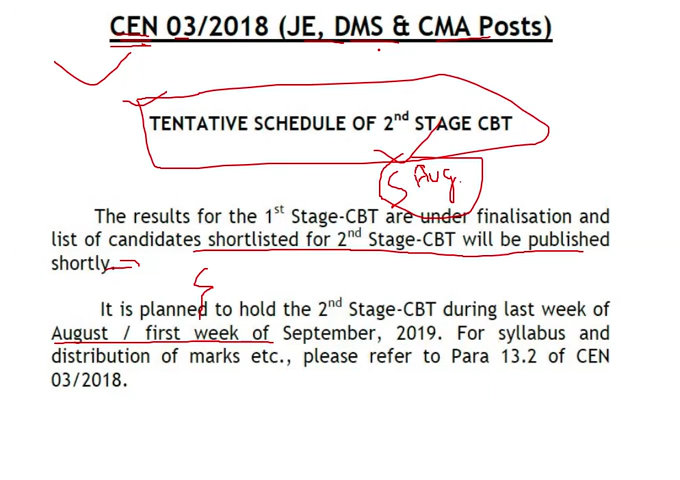 CEN 03/2018 (JE, DMS & CMA Posts)
TENTATIVE SCHEDULE OF 2nd STAGE CBT
5 Aug.
The results for the 1st Stage-CBT are under finalisation and
list of candidates shortlisted for 2nd Stage-CBT will be published
shortly.
It is planned to hold the 2nd Stage-CBT during last week of
August / first week of September, 2019. For syllabus and
distribution of marks etc., please refer to Para 13.2 of CEN
03/2018.